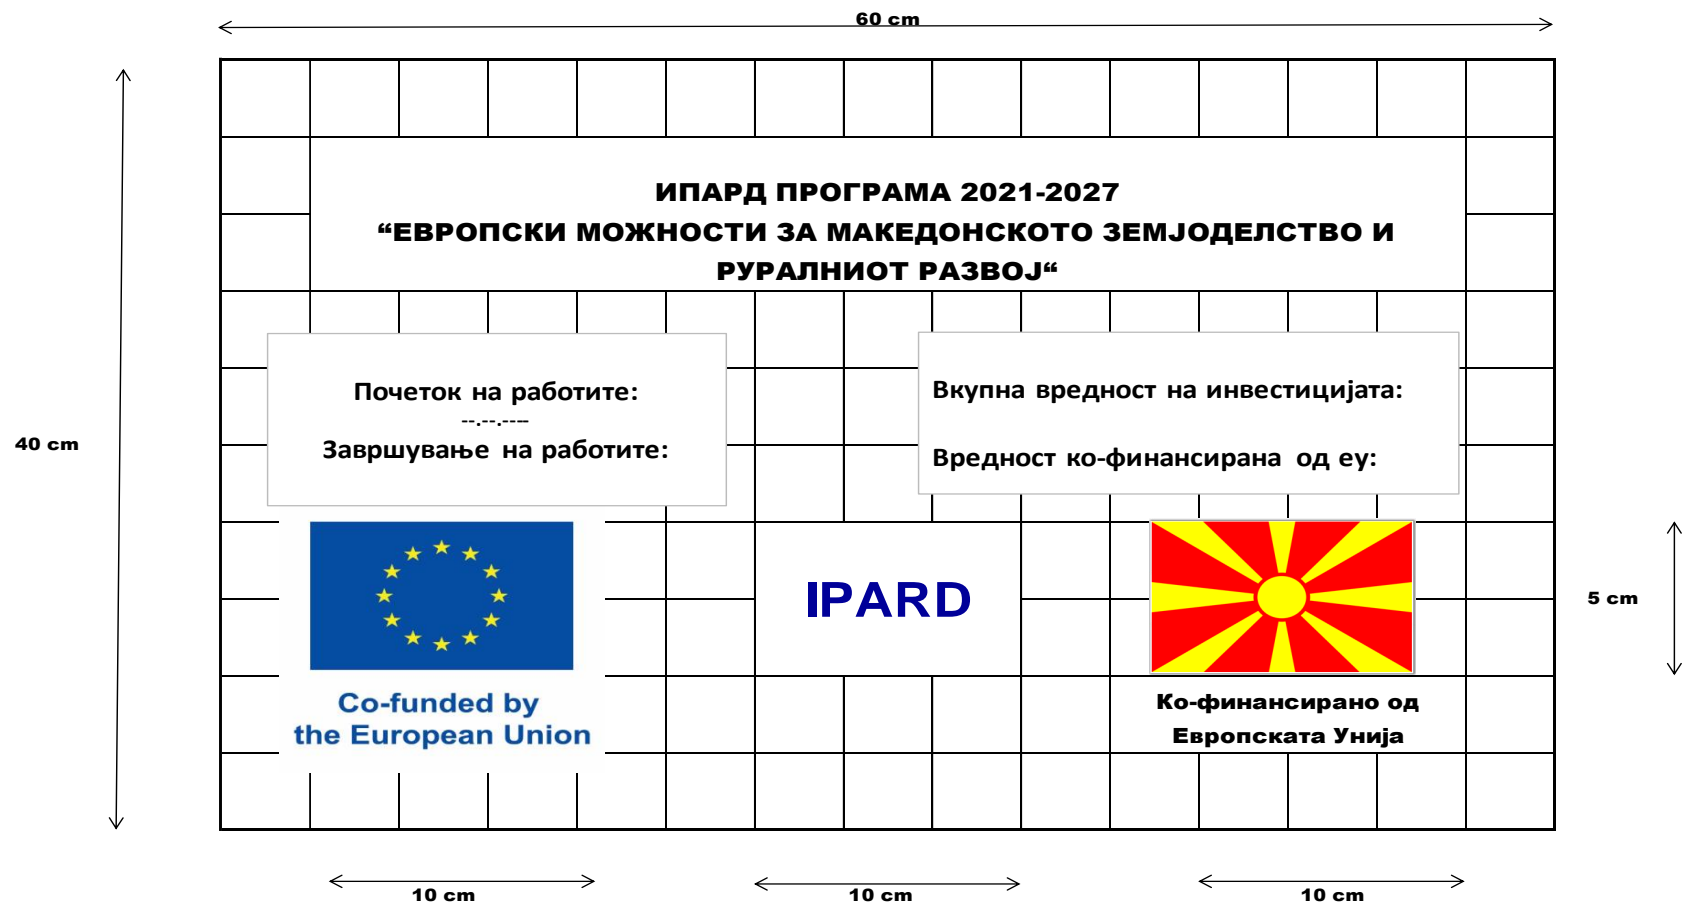 60 cm
ИПАРД ПРОГРАМА 2021-2027
“ЕВРОПСКИ МОЖНОСТИ ЗА МАКЕДОНСКОТО ЗЕМЈОДЕЛСТВО И
РУРАЛНИОТ РАЗВОЈ“
Почеток на работите:
--.--.----
Завршување на работите:
Вкупна вредност на инвестицијата:
Вредност ко-финансирана од еу:
40 cm
IPARD
5 cm
Co-funded by
the European Union
Ко-финансирано од
Европската Унија
10 cm
10 cm
10 cm